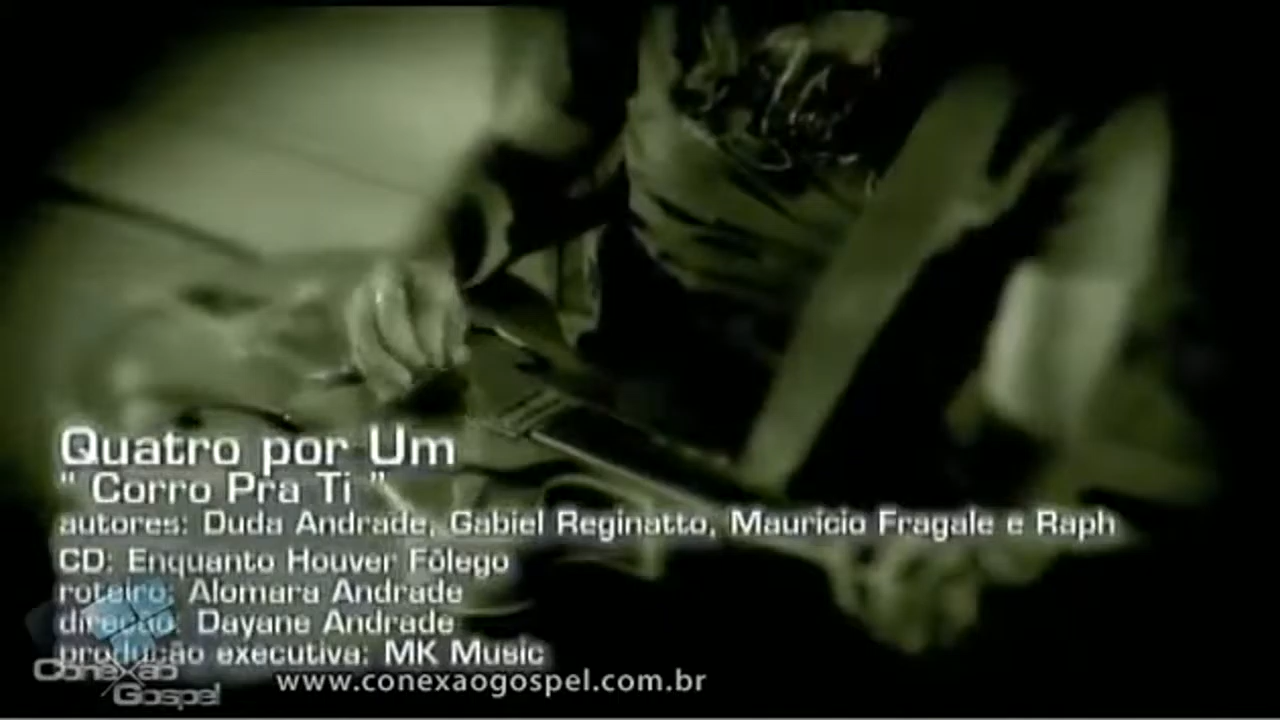 Quatro por Um
" Corro Pra Ti "
autores: Duda Andrade, Gabiel Reginatto, Mauricio Fragale e Raph
CD: Enquanto Houver Fôlego
roteiro: Alomara Andrade
direção: Dayane Andrade
produção executiva: MK Music
Conexão
Gospel
www.conexaogospel.com.br